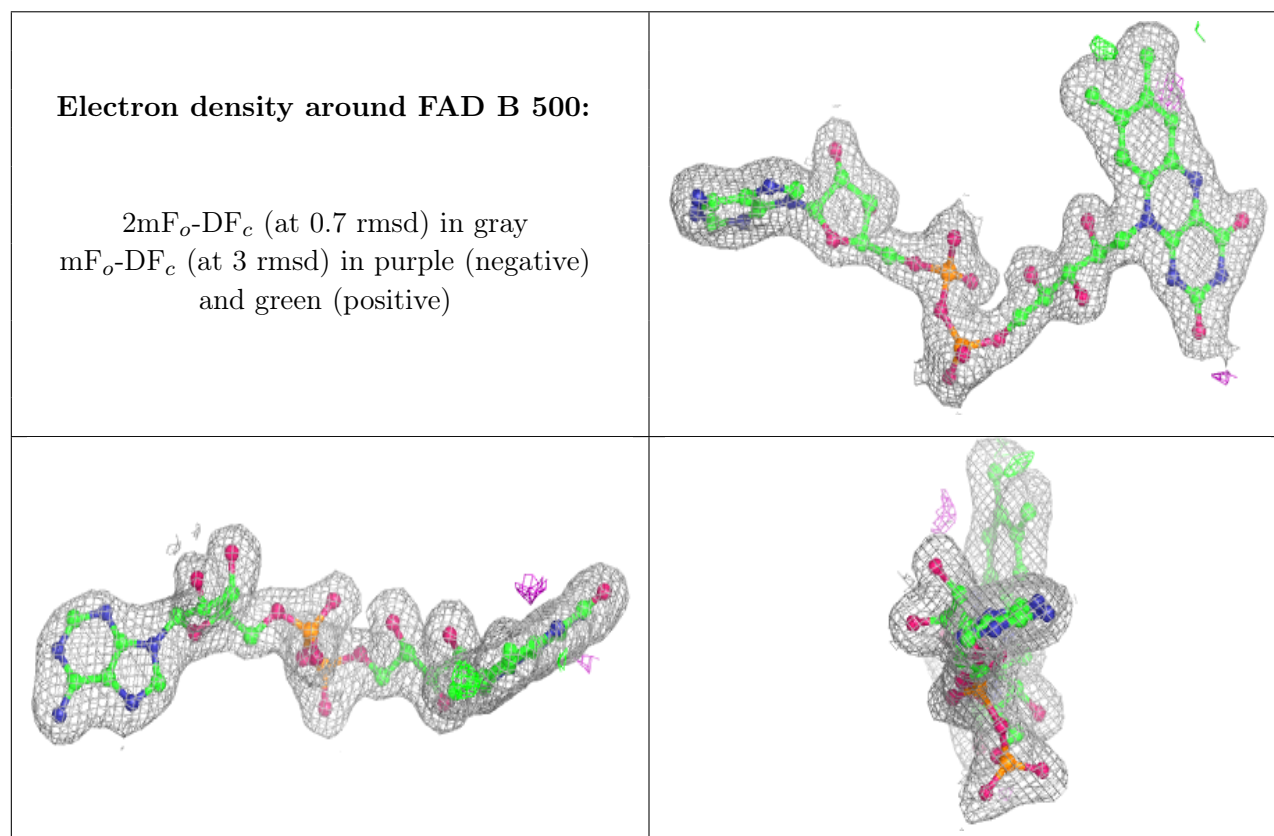 Electron density around FAD B 500:
2mFo-DFc (at 0.7 rmsd) in gray
mFo-DFc (at 3 rmsd) in purple (negative)
and green (positive)